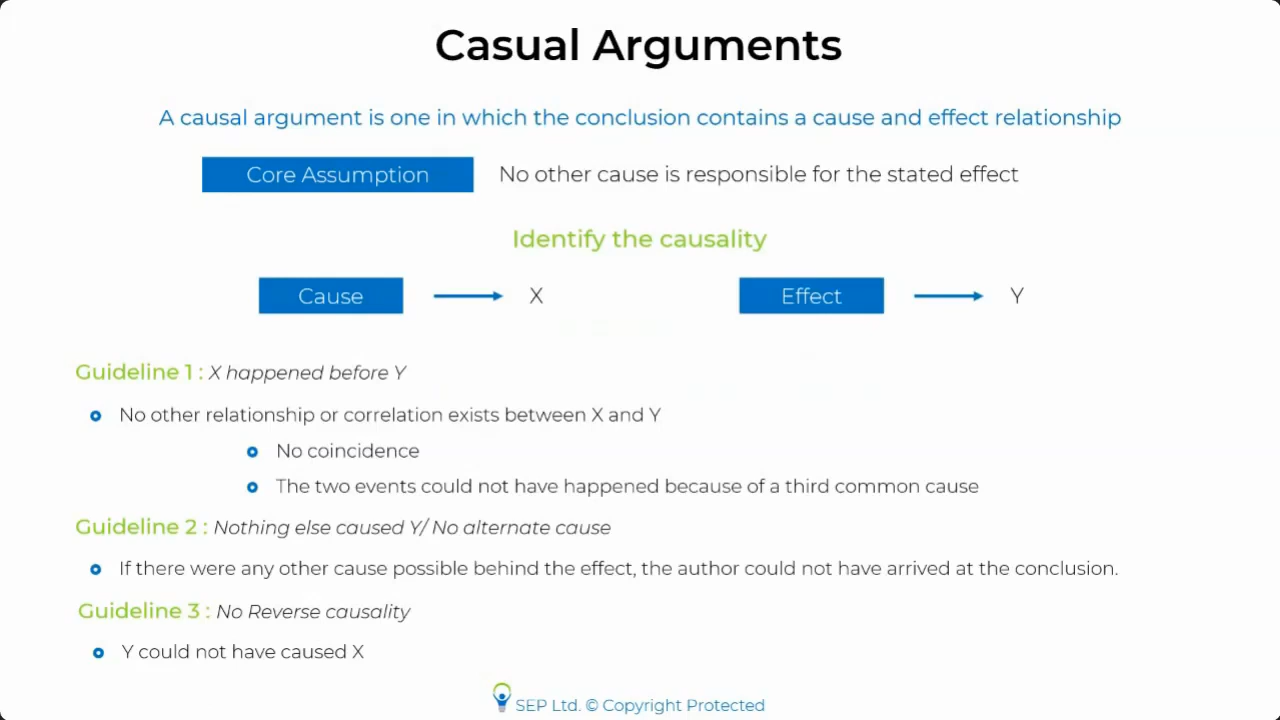 Casual Arguments
A causal argument is one in which the conclusion contains a cause and effect relationship
Core Assumption No other cause is responsible for the stated effect
Identify the causality
Cause X Effect Y
Guideline 1 : X happened before Y
No other relationship or correlation exists between X and Y
No coincidence
The two events could not have happened because of a third common cause
Guideline 2 : Nothing else caused Y/ No alternate cause
If there were any other cause possible behind the effect, the author could not have arrived at the conclusion.
Guideline 3 : No Reverse causality
Y could not have caused X
SEP Ltd. © Copyright Protected